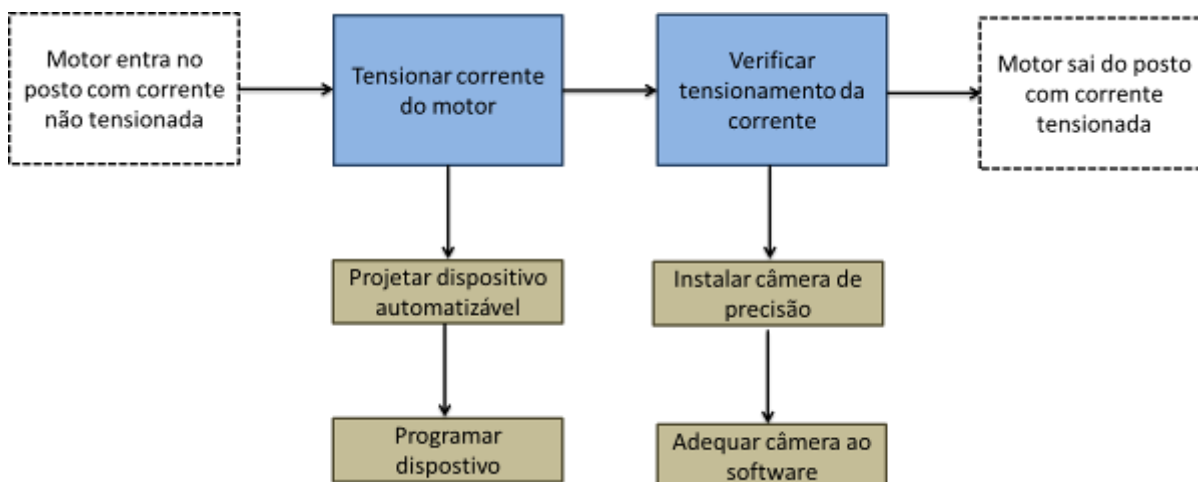 Motor entra no
posto com corrente
não tensionada
Tensionar corrente
do motor
Verificar
tensionamento da
corrente
Motor sai do posto
com corrente
tensionada
Projetar dispositivo
automatizável
Instalar câmera de
precisão
Programar
dispostivo
Adequar câmera ao
software